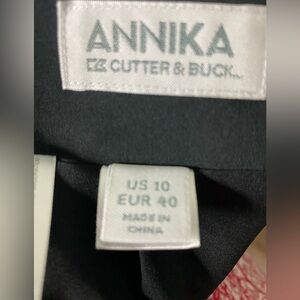 ANNIKA
CUTTER & BUCK
US 10
EUR 40
MADE IN
CHINA